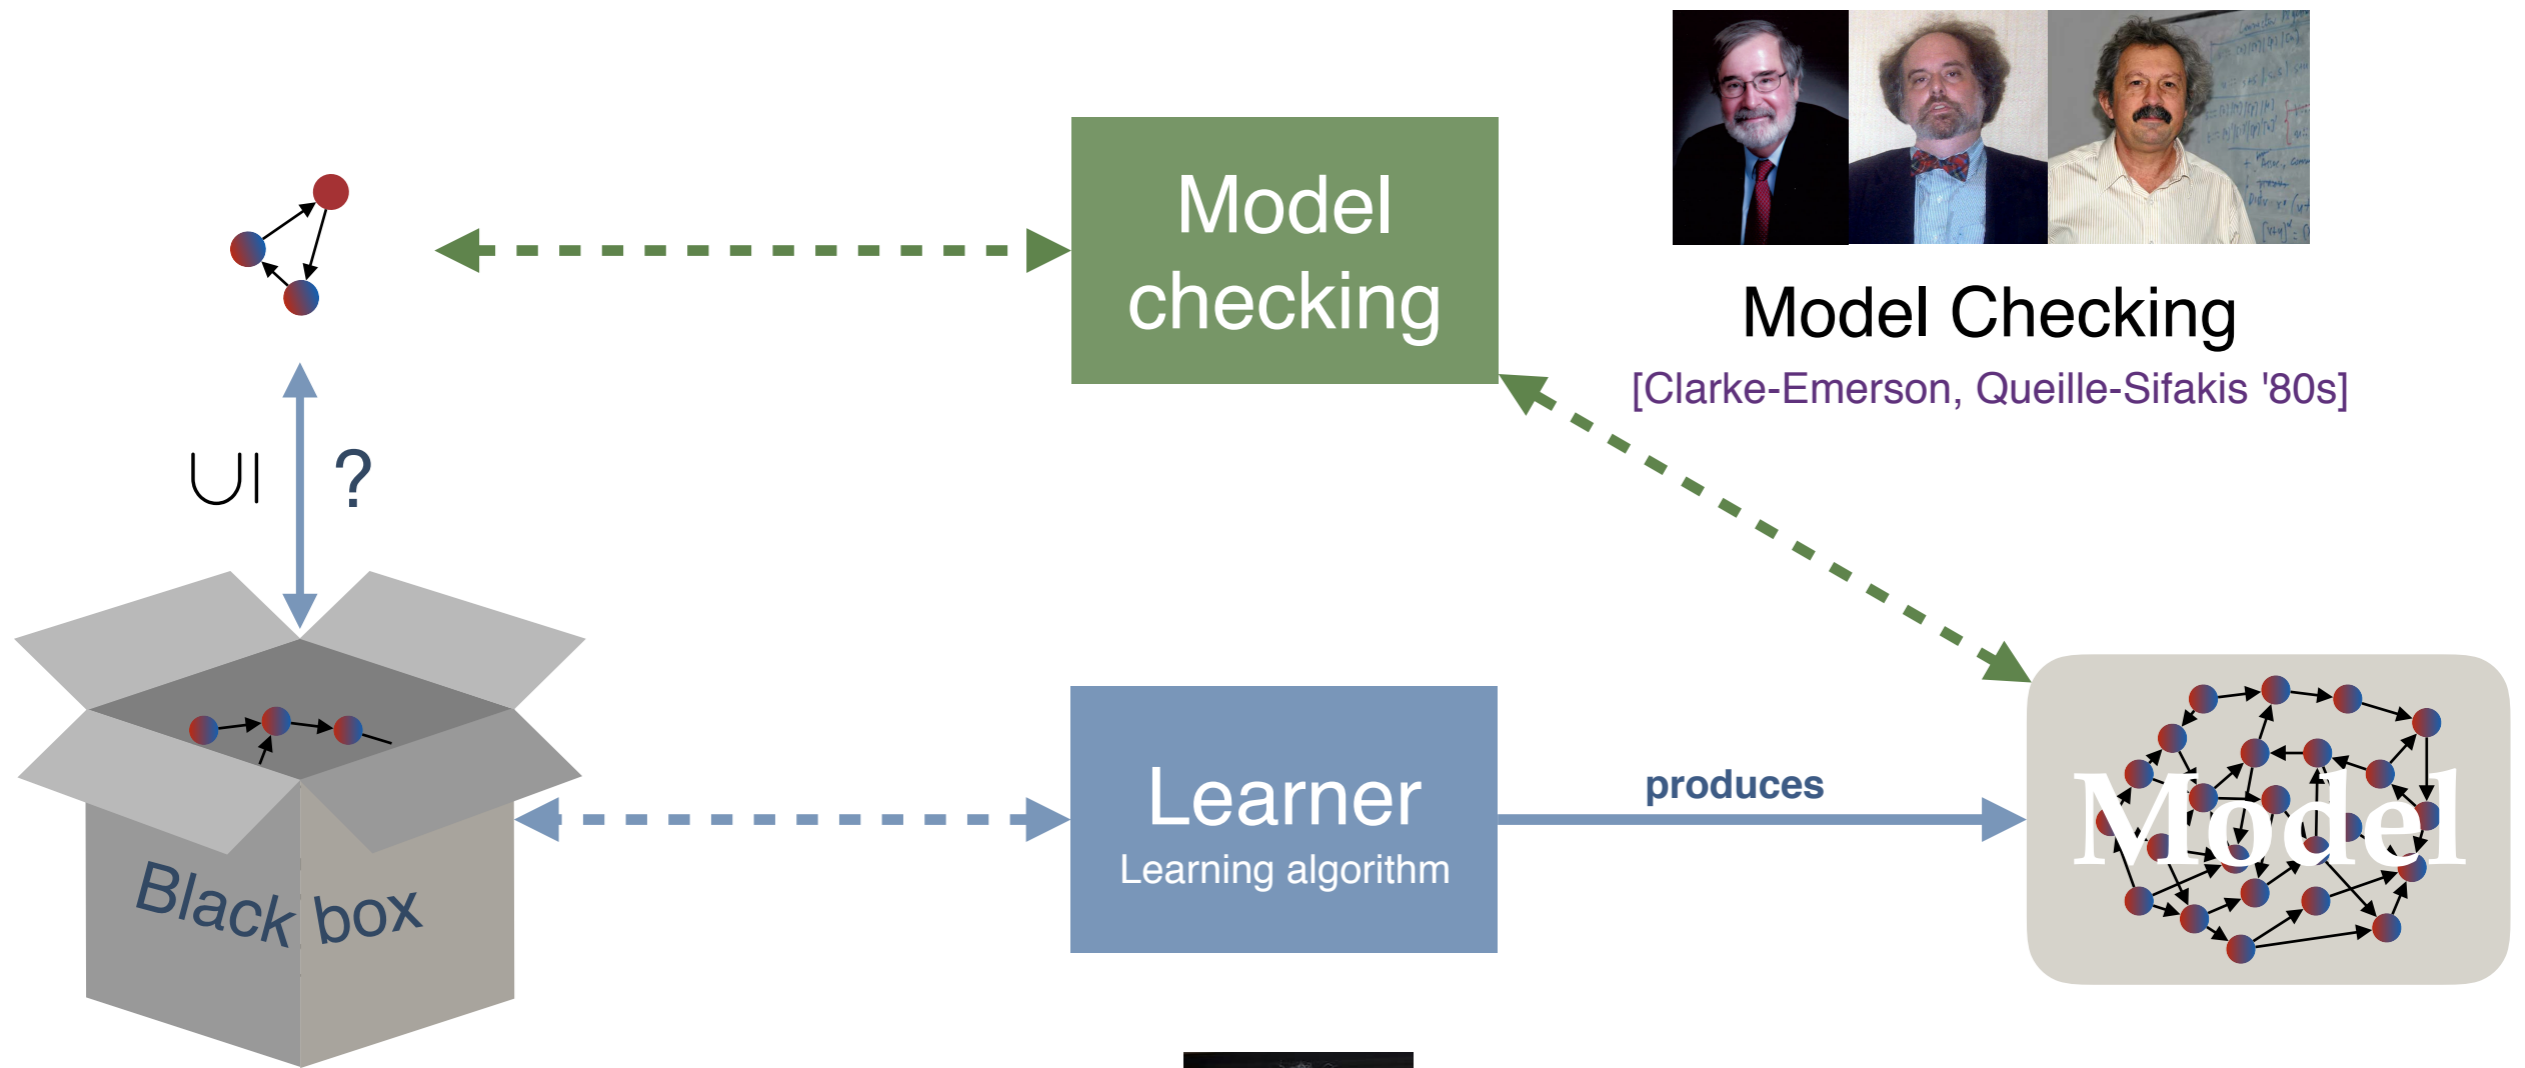 Model
checking
Model Checking
[Clarke-Emerson, Queille-Sifakis '80s]
⊆ ?
Black box
Learner
Learning algorithm
produces
Model